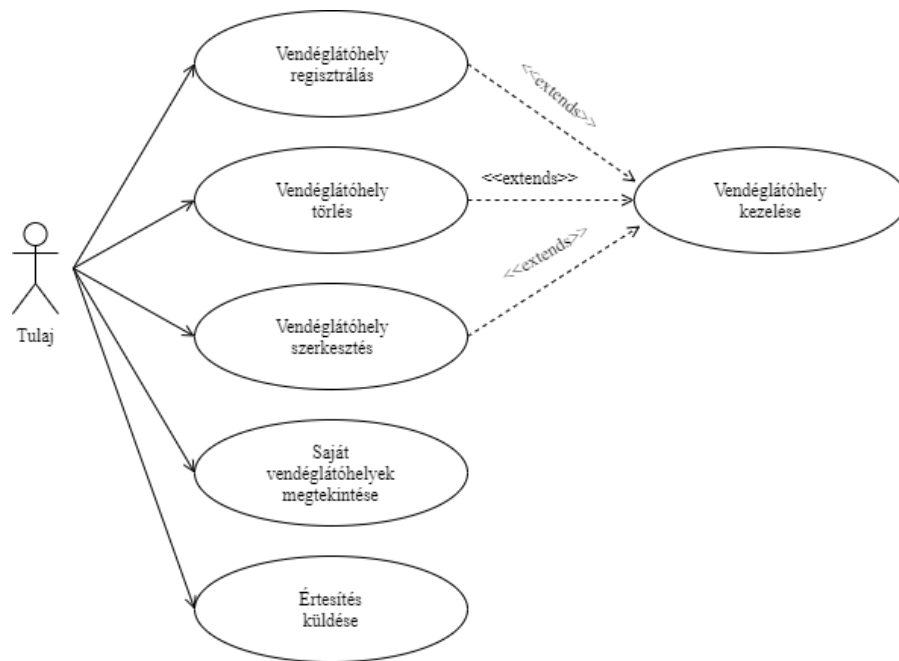 Vendéglátóhely
regisztrálás
<<extends>>
Vendéglátóhely
törlés
<<extends>>
Vendéglátóhely
kezelése
<<extends>>
Tulaj
Vendéglátóhely
szerkesztés
Saját
vendéglátóhelyek
megtekintése
Értesítés
küldése